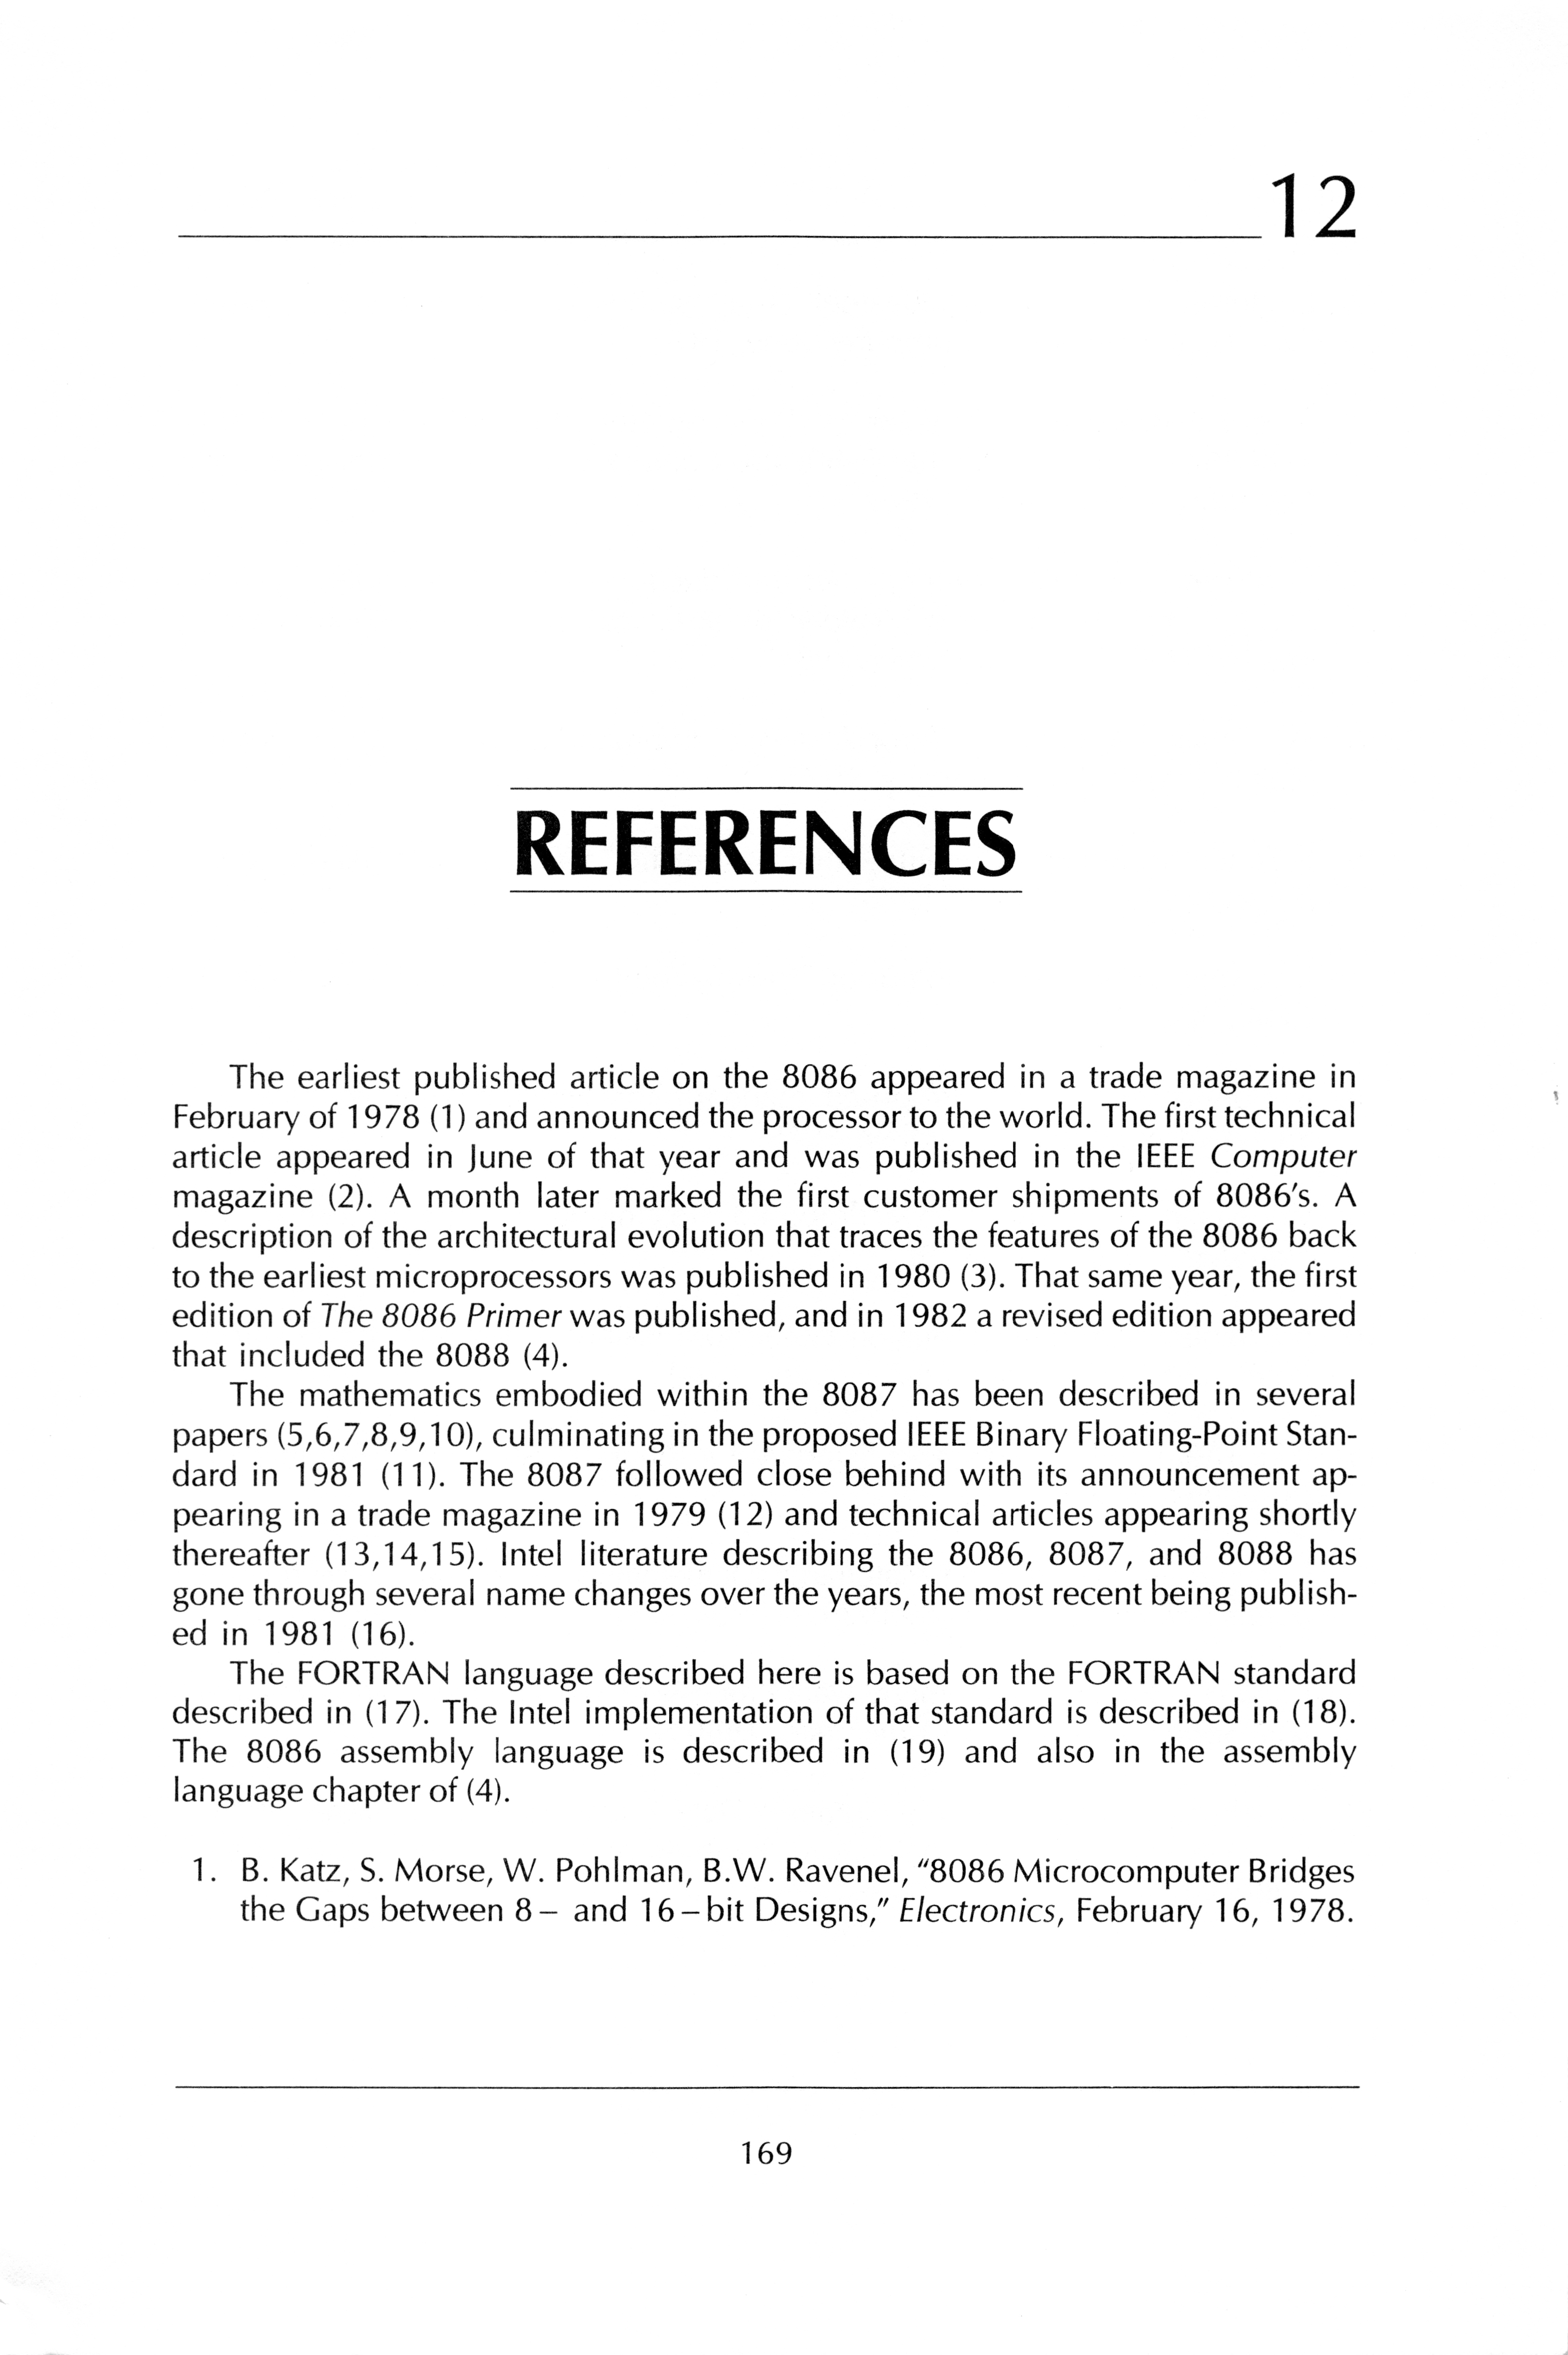 12
REFERENCES
The earliest published article on the 8086 appeared in a trade magazine in
February of 1978 (1) and announced the processor to the world. The first technical
article appeared in June of that year and was published in the IEEE Computer
magazine (2). A month later marked the first customer shipments of 8086's. A
description of the architectural evolution that traces the features of the 8086 back
to the earliest microprocessors was published in 1980 (3). That same year, the first
edition of The 8086 Primer was published, and in 1982 a revised edition appeared
that included the 8088 (4).
The mathematics embodied within the 8087 has been described in several
papers (5,6,7,8,9,10), culminating in the proposed IEEE Binary Floating-Point Stan-
dard in 1981 (11). The 8087 followed close behind with its announcement ap-
pearing in a trade magazine in 1979 (12) and technical articles appearing shortly
thereafter (13,14,15). Intel literature describing the 8086, 8087, and 8088 has
gone through several name changes over the years, the most recent being publish-
ed in 1981 (16).
The FORTRAN language described here is based on the FORTRAN standard
described in (17). The Intel implementation of that standard is described in (18).
The 8086 assembly language is described in (19) and also in the assembly
language chapter of (4).
1. B. Katz, S. Morse, W. Pohlman, B.W. Ravenel, "8086 Microcomputer Bridges
the Gaps between 8– and 16–bit Designs," Electronics, February 16, 1978.
169